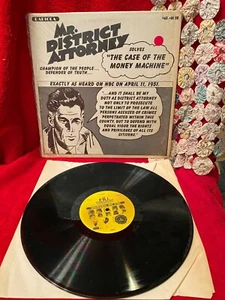 RADIOLA
MR. DISTRICT
ATTORNEY
SOLVES
CHAMPION OF THE PEOPLE...
DEFENDER OF TRUTH...
"THE CASE OF THE
MONEY MACHINE"
EXACTLY AS HEARD ON NBC ON APRIL 11, 1951.
...AND IT SHALL BE MY
DUTY AS DISTRICT ATTORNEY
NOT ONLY TO PROSECUTE
TO THE LIMIT OF THE LAW ALL
PERSONS ACCUSED OF CRIMES
PERPETRATED WITHIN THIS
COUNTY, BUT TO DEFEND WITH
EQUAL VIGOR THE RIGHTS
AND PRIVILEGES OF ALL ITS
CITIZENS."